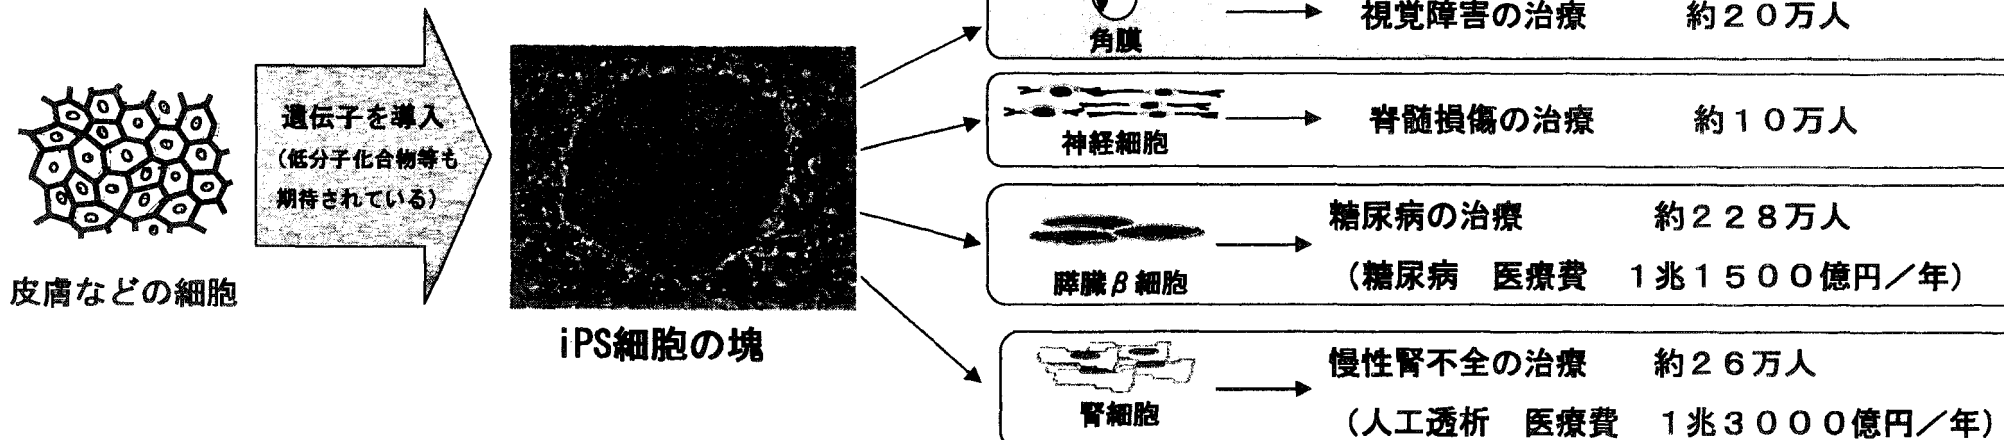 皮膚などの細胞
遺伝子を導入
(低分子化合物等も
期待されている)
iPS細胞の塊
角膜
視覚障害の治療 約20万人
神経細胞
脊髄損傷の治療 約10万人
膵臓β細胞
糖尿病の治療 約228万人
(糖尿病 医療費 1兆1500億円/年)
腎細胞
慢性腎不全の治療 約26万人
(人工透析 医療費 1兆3000億円/年)